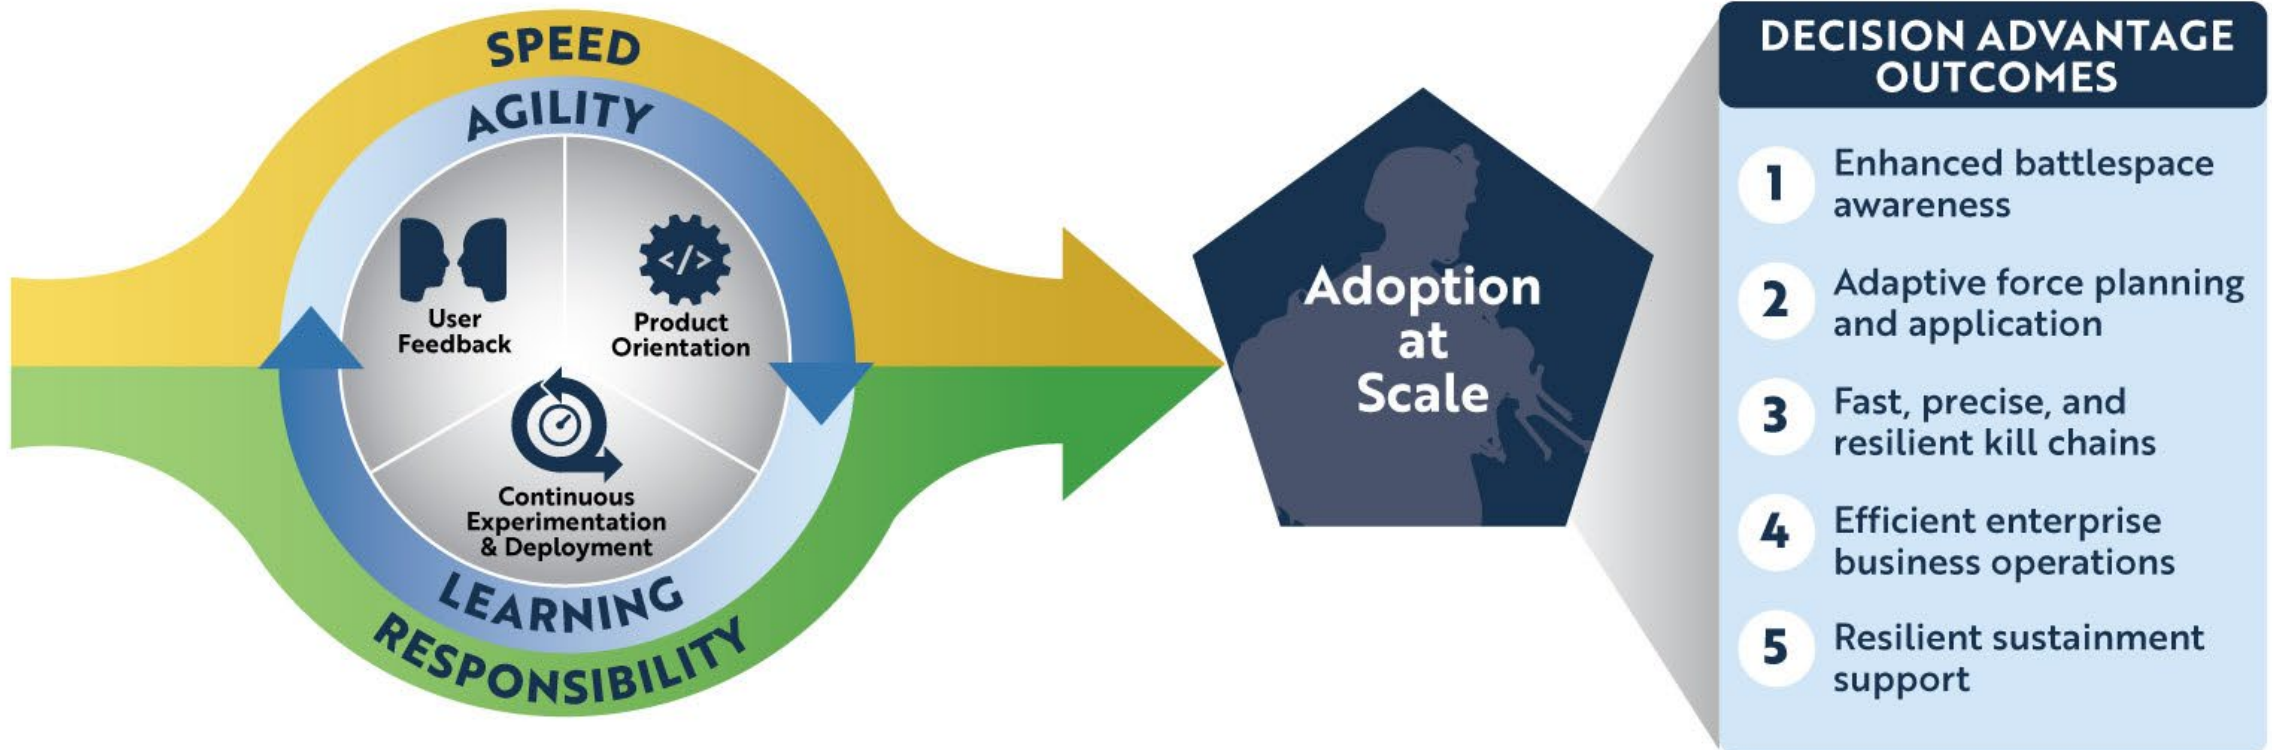 SPEED
AGILITY
User
Feedback
</>
Product
Orientation
Continuous
Experimentation
& Deployment
LEARNING
RESPONSIBILITY
Adoption
at
Scale
DECISION ADVANTAGE
OUTCOMES
1
Enhanced battlespace
awareness
2
Adaptive force planning
and application
3
Fast, precise, and
resilient kill chains
4
Efficient enterprise
business operations
5
Resilient sustainment
support